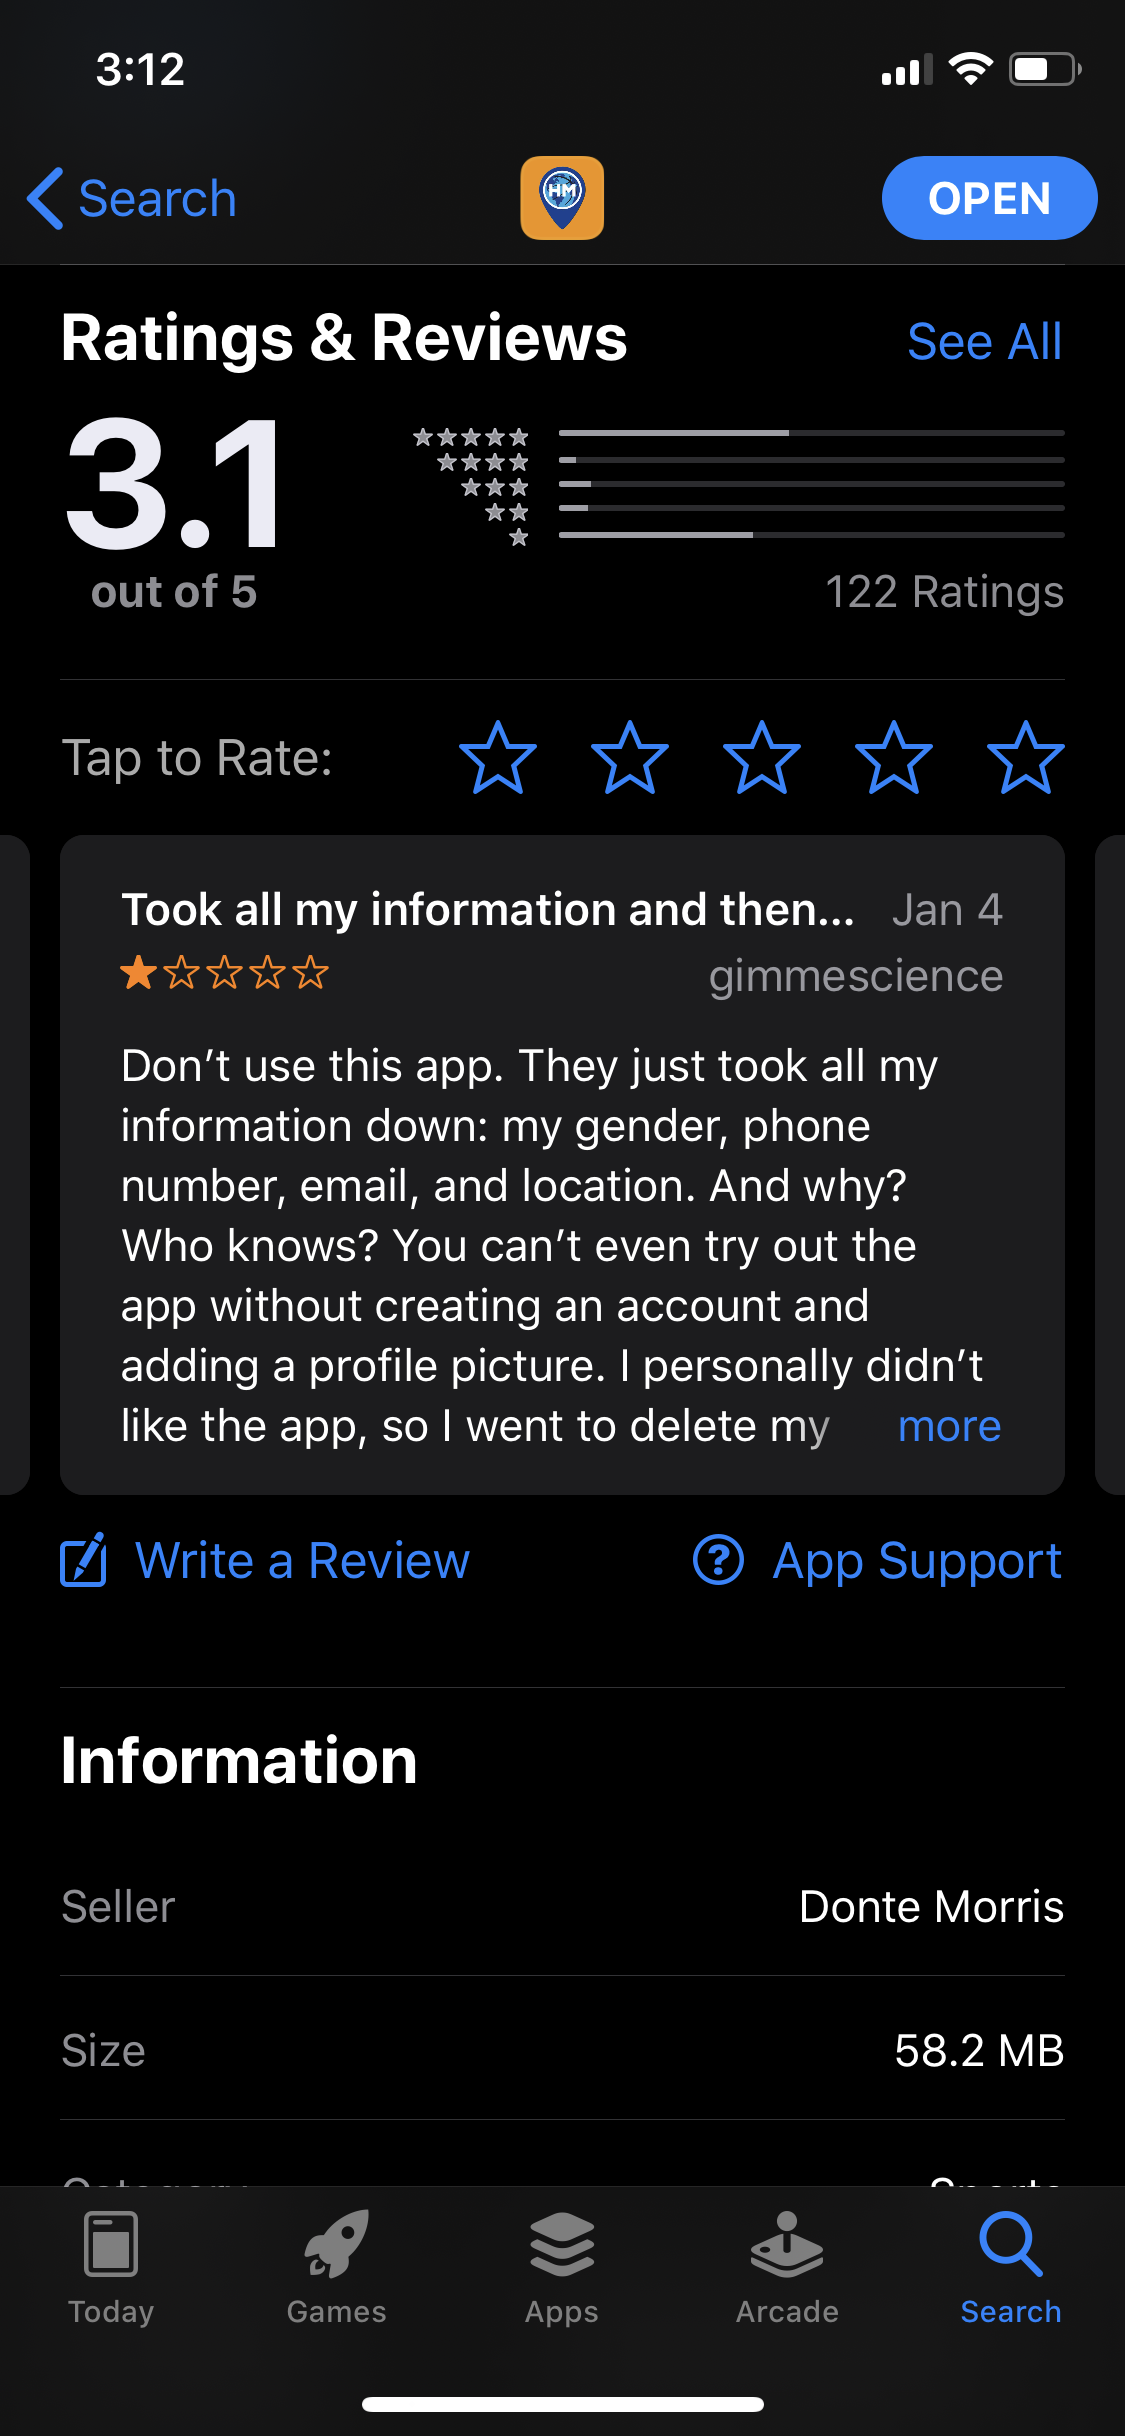 3:12
Search
HM
OPEN
Ratings & Reviews
See All
3.1
out of 5
122 Ratings
Tap to Rate:
Took all my information and then...
Jan 4
gimmescience
Don’t use this app. They just took all my
information down: my gender, phone
number, email, and location. And why?
Who knows? You can’t even try out the
app without creating an account and
adding a profile picture. I personally didn’t
like the app, so I went to delete my
more
Write a Review
App Support
Information
Seller
Donte Morris
Size
58.2 MB
Category
Sports
Today
Games
Apps
Arcade
Search